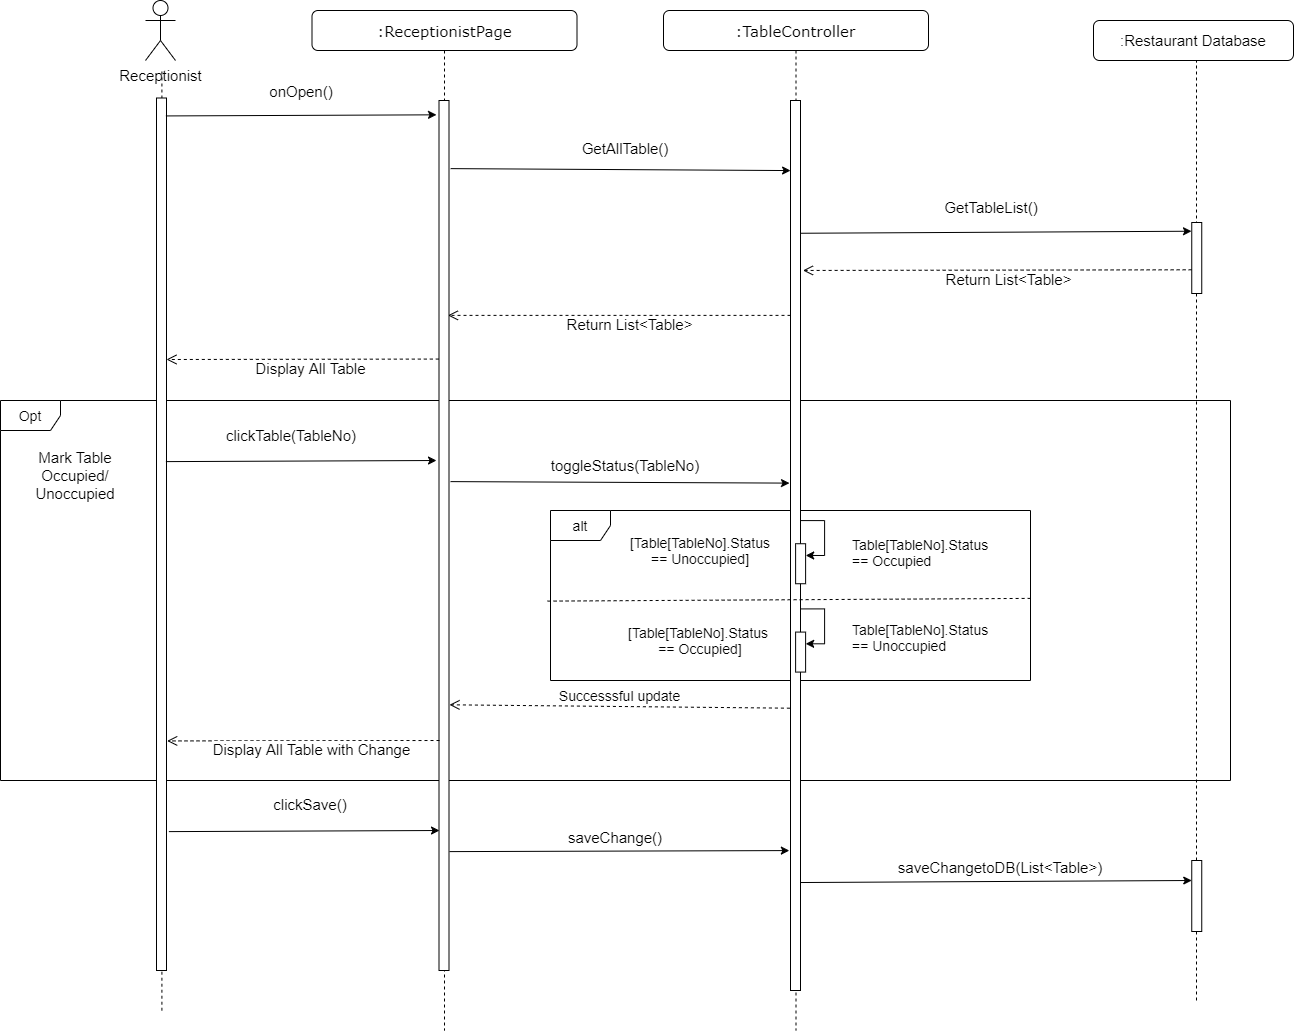 :ReceptionistPage
:TableController
:Restaurant Database
Receptionist
onOpen()
GetAllTable()
GetTableList()
Return List<Table>
Return List<Table>
Display All Table
Opt
clickTable(TableNo)
Mark Table
Occupied/
Unoccupied
toggleStatus(TableNo)
alt
[Table[TableNo].Status
== Unoccupied]
Table[TableNo].Status
== Occupied
[Table[TableNo].Status
== Occupied]
Table[TableNo].Status
== Unoccupied
Successsful update
Display All Table with Change
clickSave()
saveChange()
saveChangetoDB(List<Table>)